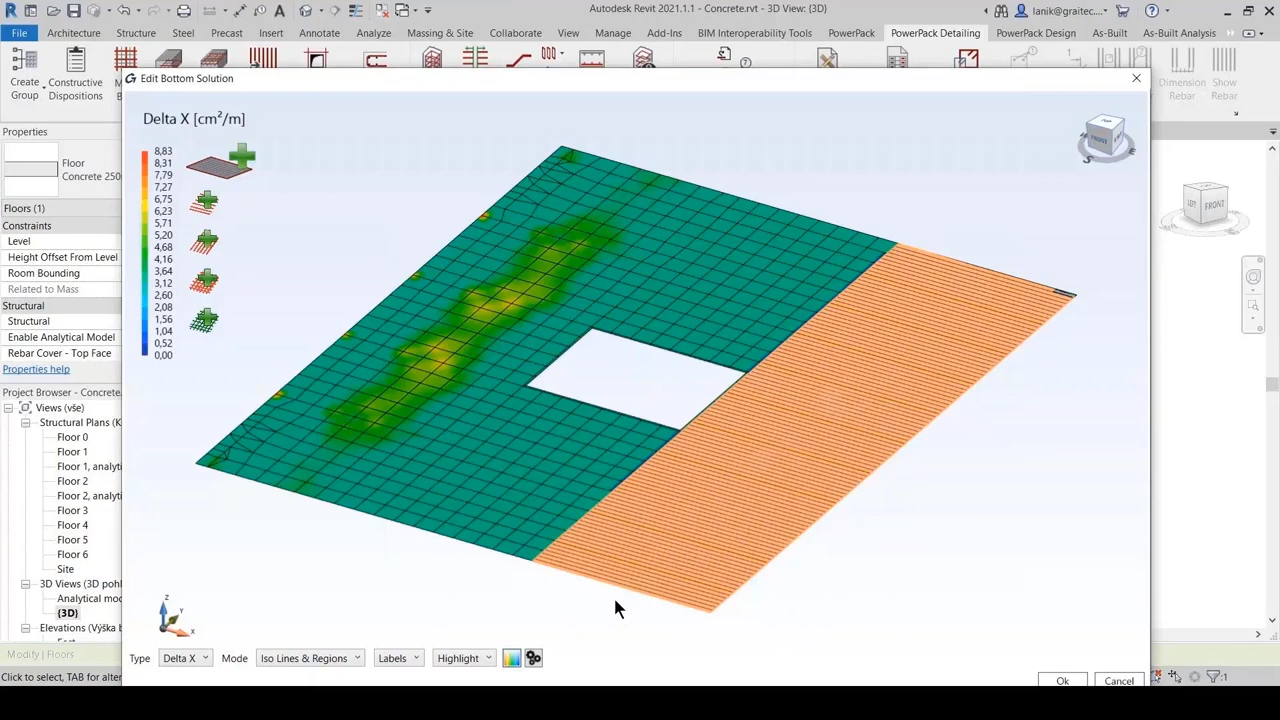 Autodesk Revit 2021.1.1 - Concrete.rvt - 3D View: {3D}
lanik@graitec....
File Architecture Structure Steel Precast Insert Annotate Analyze Massing & Site Collaborate View Manage Add-Ins BIM Interoperability Tools PowerPack PowerPack Detailing PowerPack Design As-Built As-Built Analysis
Create Group
Constructive Dispositions
Dimension Rebar
Show Rebar
Edit Bottom Solution
Properties
Floor
Concrete 250
Floors (1)
Constraints
Level
Height Offset From Level
Room Bounding
Related to Mass
Structural
Structural
Enable Analytical Model
Rebar Cover - Top Face
Properties help
Project Browser - Concrete
Views (vše)
Structural Plans (K
Floor 0
Floor 1
Floor 1, analyti
Floor 2
Floor 2, analyti
Floor 3
Floor 4
Floor 5
Floor 6
Site
3D Views (3D pohl
Analytical mod
{3D}
Elevations (Výška b
Modify | Floors
Click to select, TAB for alter
Delta X [cm²/m]
8,83
8,31
7,79
7,27
6,75
6,23
5,71
5,20
4,68
4,16
3,64
3,12
2,60
2,08
1,56
1,04
0,52
0,00
TOP
FRONT
S
FRONT
Z
Y
X
Type Delta X Mode Iso Lines & Regions Labels Highlight
Ok Cancel
:1